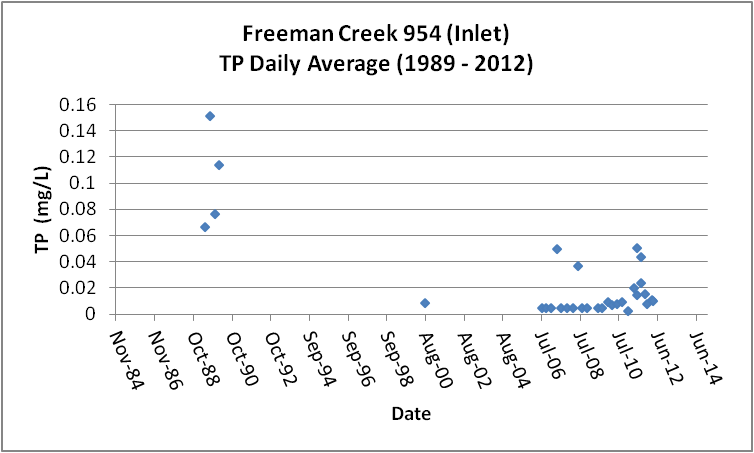 Freeman Creek 954 (Inlet)
TP Daily Average (1989 - 2012)
0.16
0.14
0.12
0.1
0.08
0.06
0.04
0.02
0
TP (mg/L)
Nov-84
Nov-86
Oct-88
Oct-90
Oct-92
Sep-94
Sep-96
Sep-98
Aug-00
Aug-02
Aug-04
Jul-06
Jul-08
Jul-10
Jun-12
Jun-14
Date